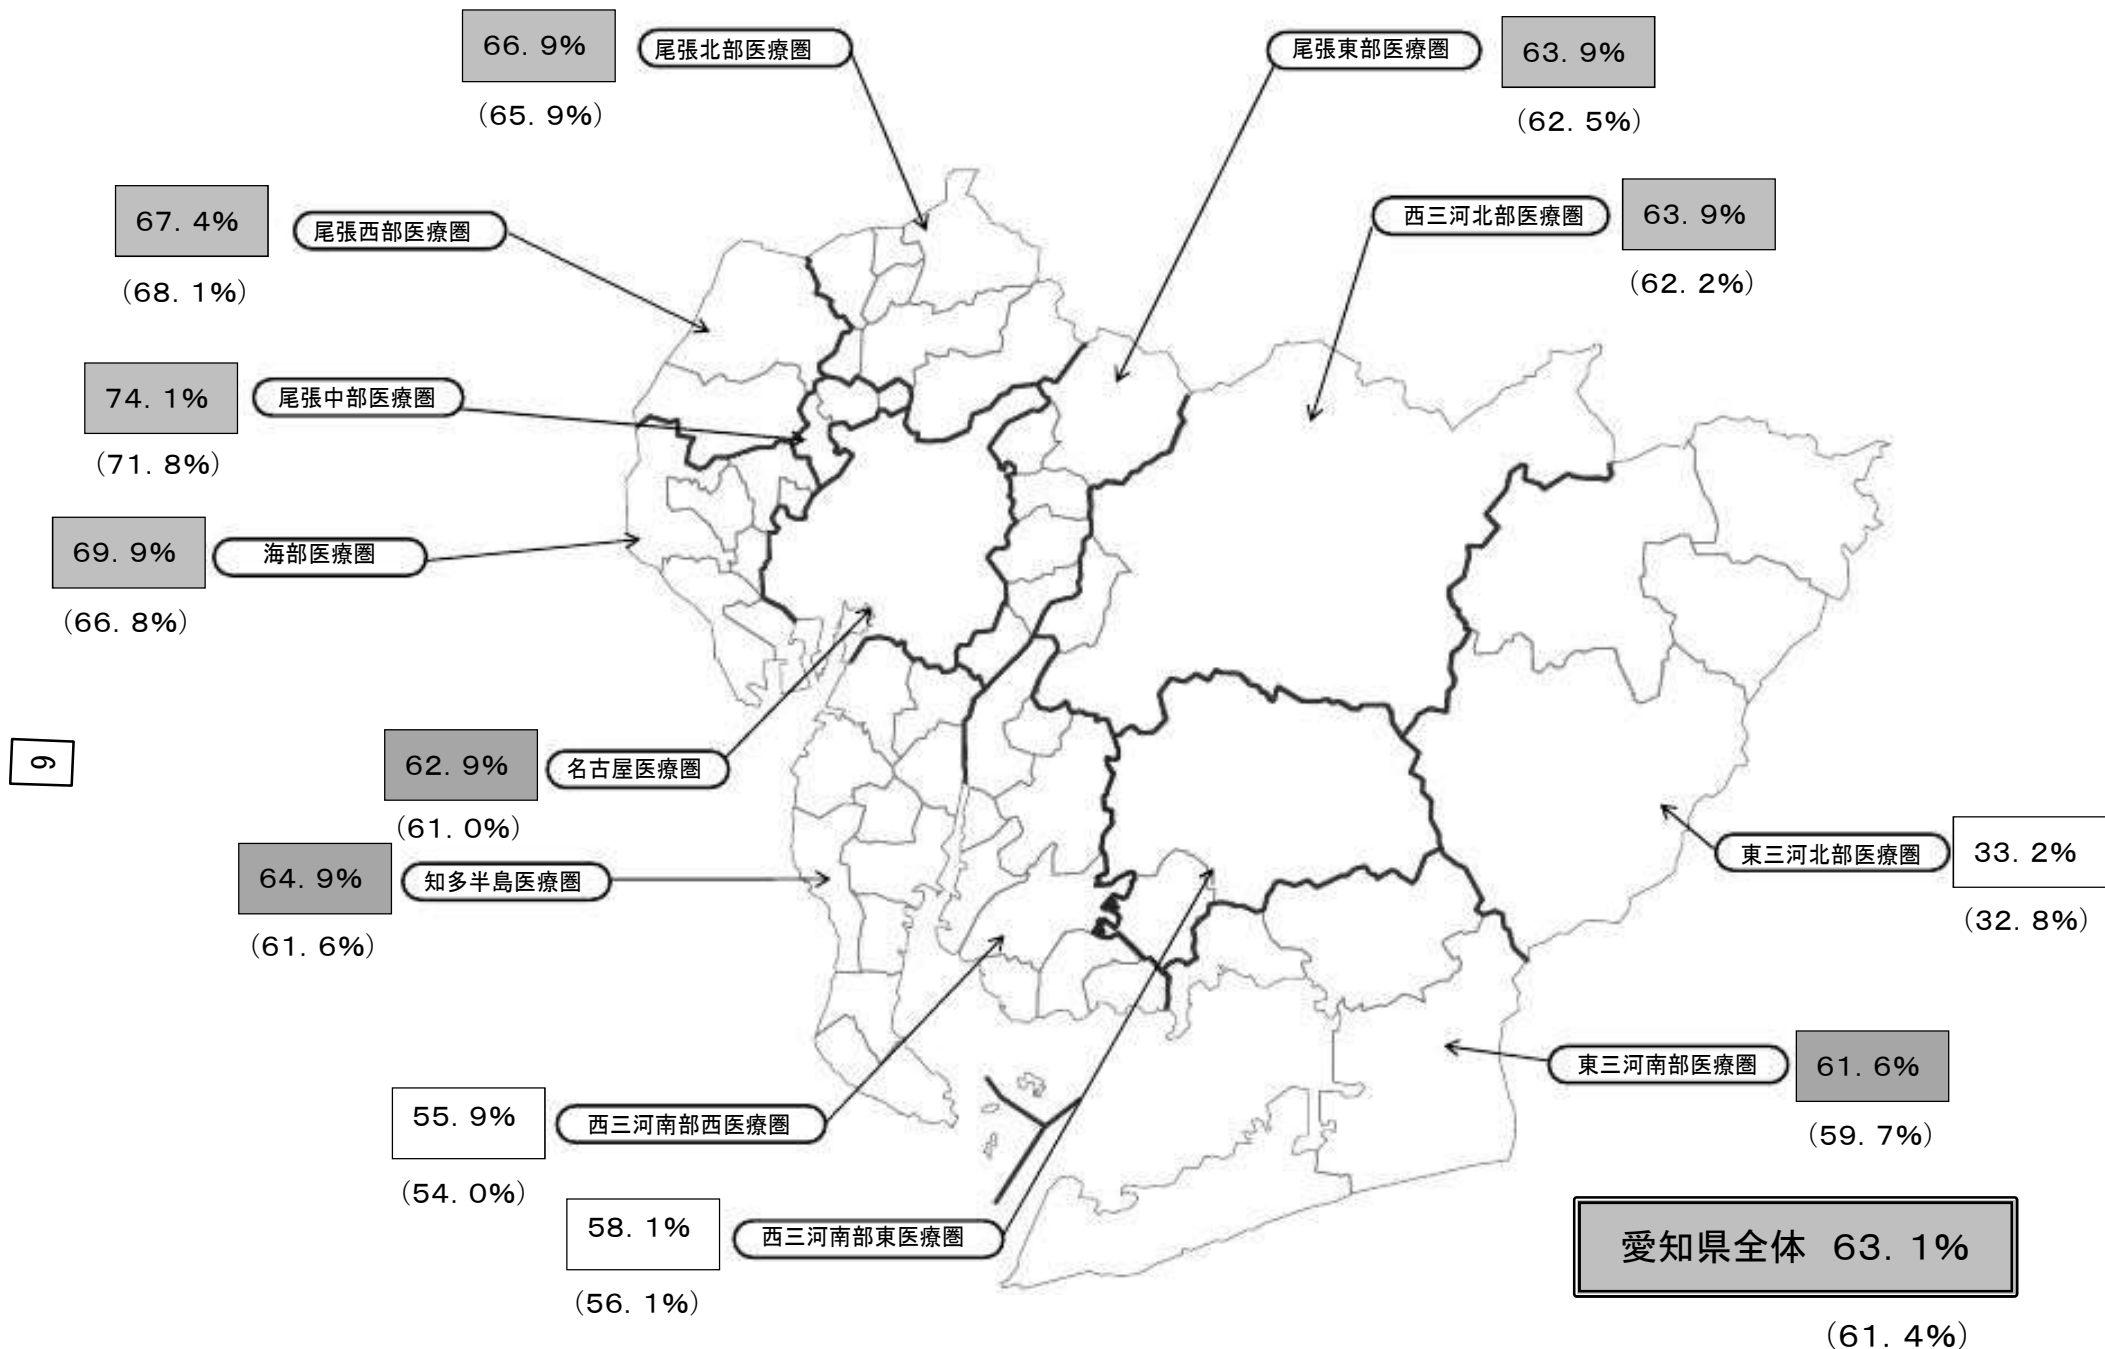 66.9%
尾張北部医療圏
(65.9%)
尾張東部医療圏
63.9%
(62.5%)
67.4%
尾張西部医療圏
(68.1%)
西三河北部医療圏
63.9%
(62.2%)
74.1%
尾張中部医療圏
(71.8%)
69.9%
海部医療圏
(66.8%)
9
62.9%
名古屋医療圏
(61.0%)
64.9%
知多半島医療圏
(61.6%)
東三河北部医療圏
33.2%
(32.8%)
55.9%
西三河南部西医療圏
(54.0%)
東三河南部医療圏
61.6%
(59.7%)
58.1%
西三河南部東医療圏
(56.1%)
愛知県全体 63.1%
(61.4%)